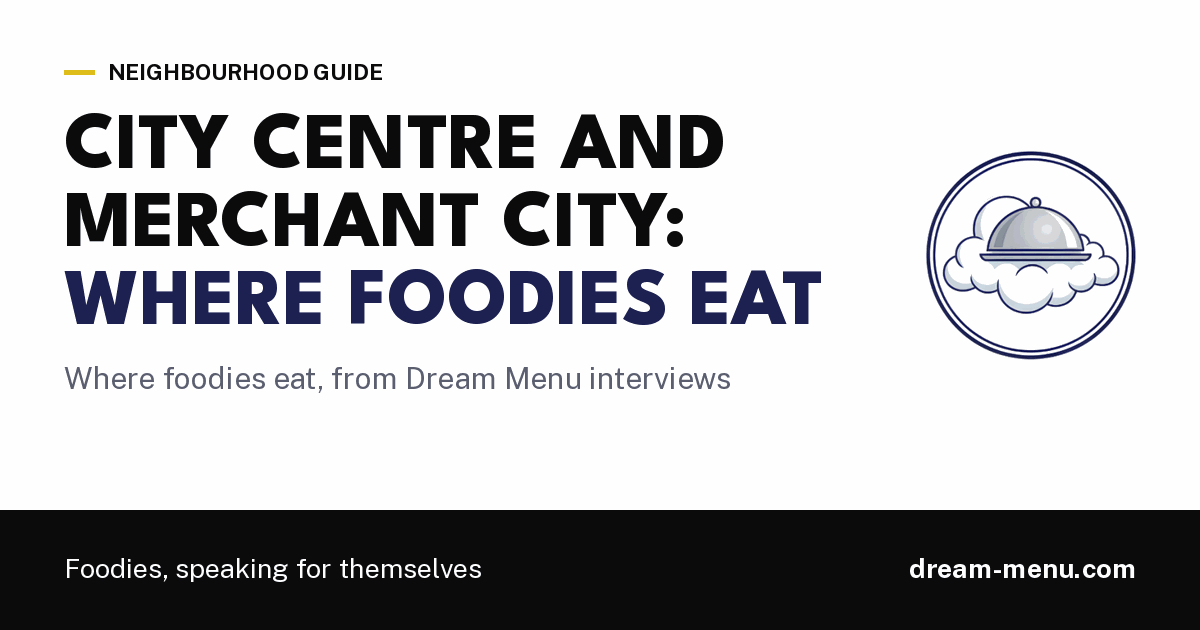 NEIGHBOURHOOD GUIDE
CITY CENTRE AND
MERCHANT CITY:
WHERE FOODIES EAT
Where foodies eat, from Dream Menu interviews
Foodies, speaking for themselves
dream-menu.com